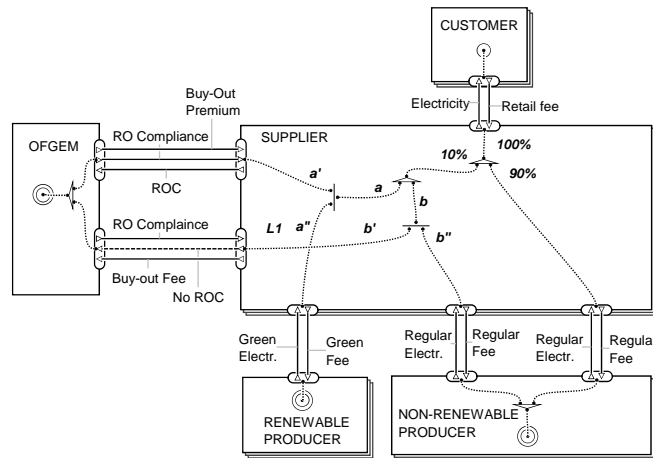 CUSTOMER
Electricity
Retail fee
Buy-Out
Premium
RO Compliance
ROC
OFGEM
SUPPLIER
100%
10%
90%
a'
a
b
L1
a"
b'
b"
RO Complaince
Buy-out Fee
No ROC
Green
Electr.
Green
Fee
Regular
Electr.
Regular
Fee
Regular
Electr.
Regula
Fee
RENEWABLE
PRODUCER
NON-RENEWABLE
PRODUCER